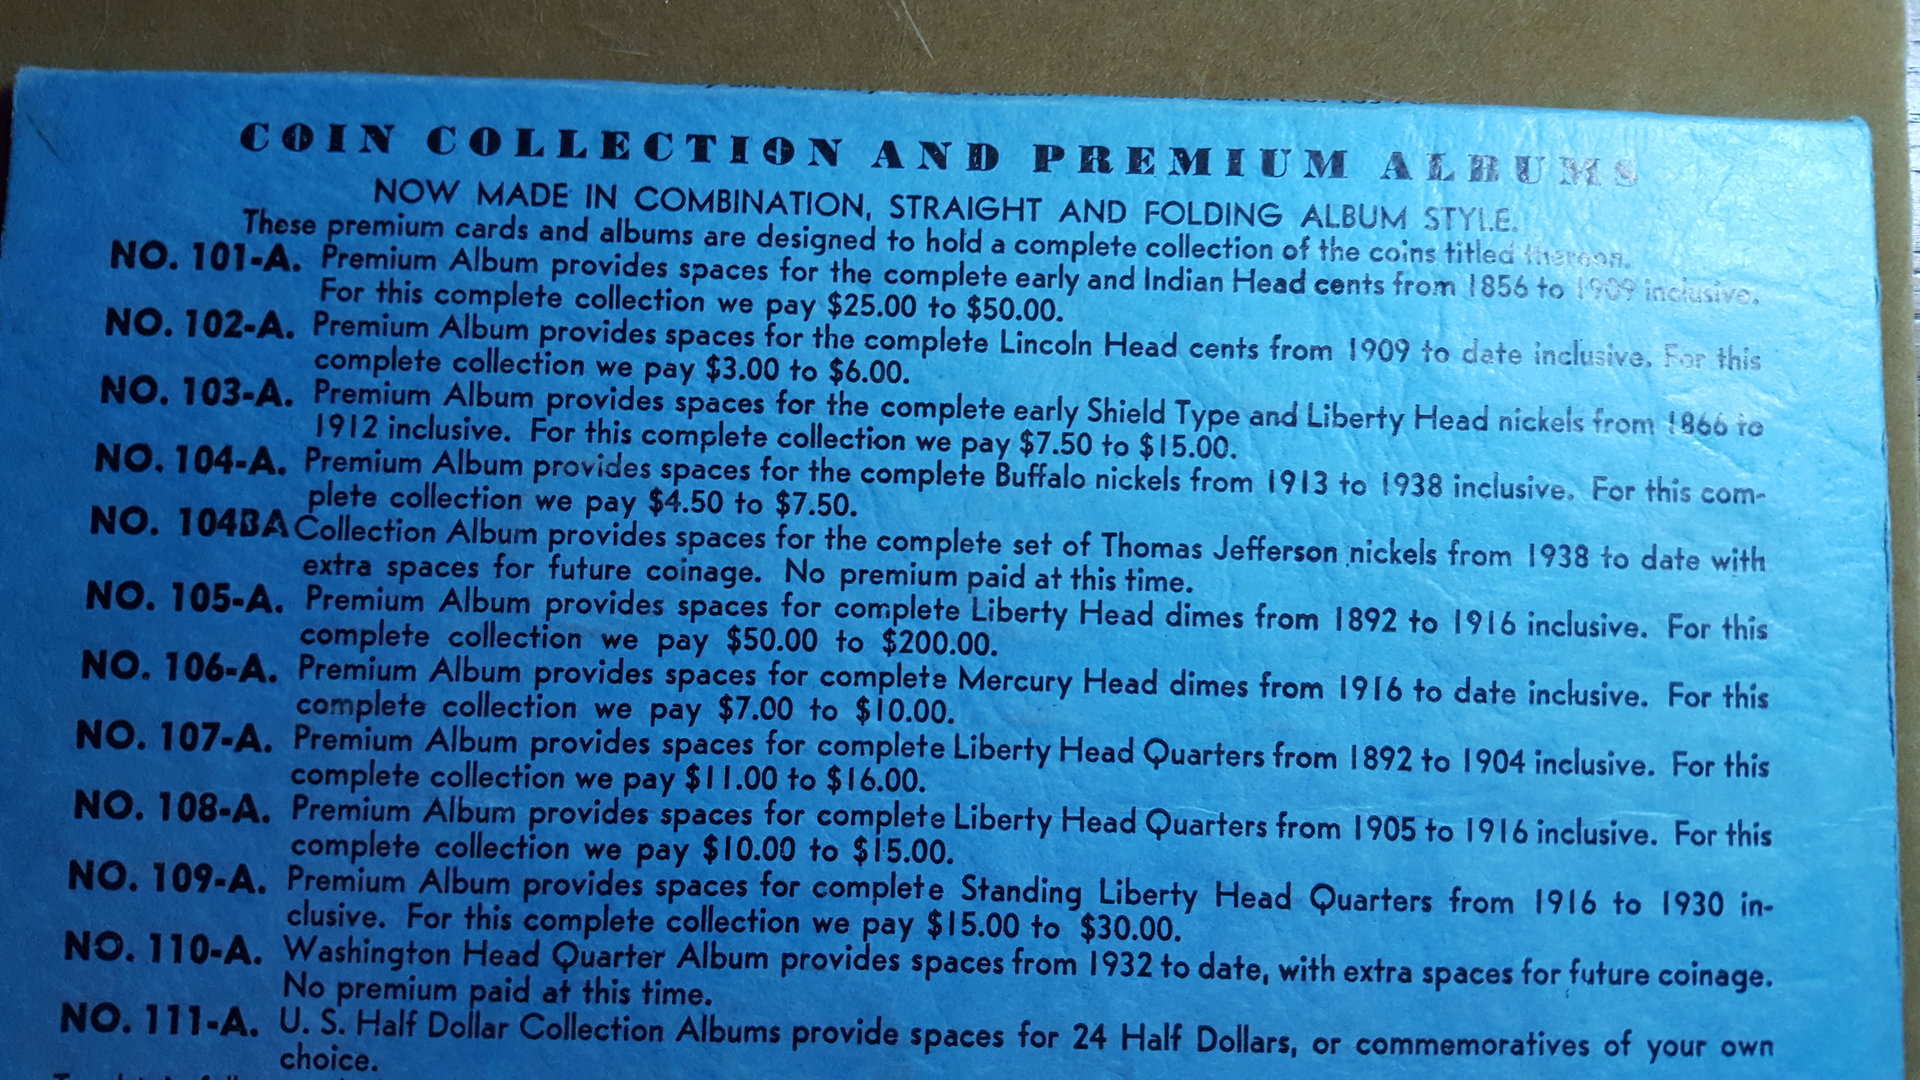 COIN COLLECTION AND PREMIUM ALBUMS
NOW MADE IN COMBINATION, STRAIGHT AND FOLDING ALBUM STYLE.
These premium cards and albums are designed to hold a complete collection of the coins titled thereon.
NO. 101-A. Premium Album provides spaces for the complete early and Indian Head cents from 1856 to 1909 inclusive.
For this complete collection we pay $25.00 to $50.00.
NO. 102-A. Premium Album provides spaces for the complete Lincoln Head cents from 1909 to date inclusive. For this
complete collection we pay $3.00 to $6.00.
NO. 103-A. Premium Album provides spaces for the complete early Shield Type and Liberty Head nickels from 1866 to
1912 inclusive. For this complete collection we pay $7.50 to $15.00.
NO. 104-A. Premium Album provides spaces for the complete Buffalo nickels from 1913 to 1938 inclusive. For this com-
plete collection we pay $4.50 to $7.50.
NO. 104BA Collection Album provides spaces for the complete set of Thomas Jefferson nickels from 1938 to date with
extra spaces for future coinage. No premium paid at this time.
NO. 105-A. Premium Album provides spaces for complete Liberty Head dimes from 1892 to 1916 inclusive. For this
complete collection we pay $50.00 to $200.00.
NO. 106-A. Premium Album provides spaces for complete Mercury Head dimes from 1916 to date inclusive. For this
complete collection we pay $7.00 to $10.00.
NO. 107-A. Premium Album provides spaces for complete Liberty Head Quarters from 1892 to 1904 inclusive. For this
complete collection we pay $11.00 to $16.00.
NO. 108-A. Premium Album provides spaces for complete Liberty Head Quarters from 1905 to 1916 inclusive. For this
complete collection we pay $10.00 to $15.00.
NO. 109-A. Premium Album provides spaces for complete Standing Liberty Head Quarters from 1916 to 1930 in-
clusive. For this complete collection we pay $15.00 to $30.00.
NO. 110-A. Washington Head Quarter Album provides spaces from 1932 to date, with extra spaces for future coinage.
No premium paid at this time.
NO. 111-A. U. S. Half Dollar Collection Albums provide spaces for 24 Half Dollars, or commemoratives of your own
choice.